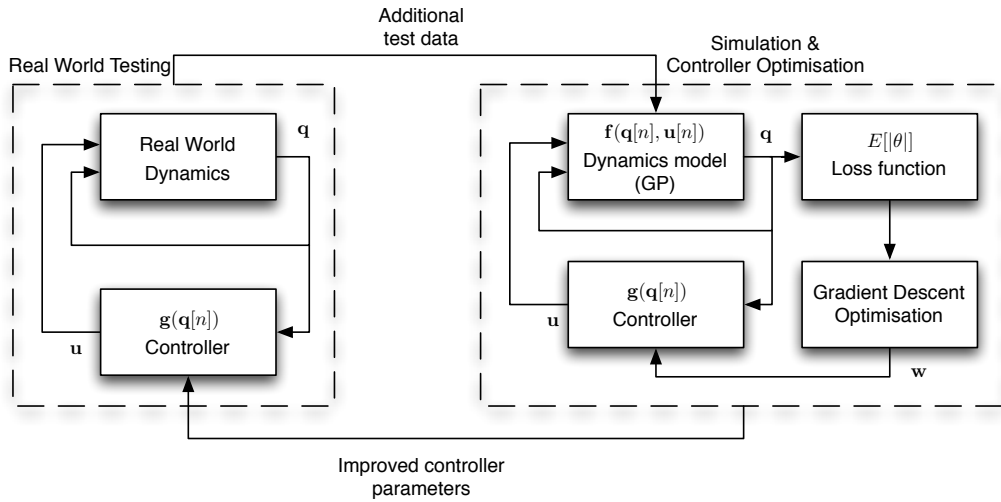 Additional
test data
Real World Testing
Simulation &
Controller Optimisation
Real World
Dynamics
q
g(q[n])
Controller
u
f(q[n], u[n])
Dynamics model
(GP)
q
E[|θ|]
Loss function
g(q[n])
Controller
u
Gradient Descent
Optimisation
w
Improved controller
parameters